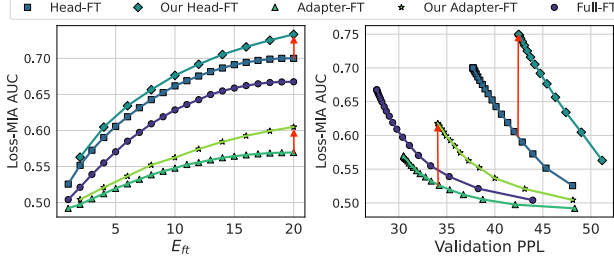 Head-FT Our Head-FT Adapter-FT Our Adapter-FT Full-FT
Loss-MIA AUC
0.70
0.65
0.60
0.55
0.50
5 10 15 20
E_ft
Loss-MIA AUC
0.75
0.70
0.65
0.60
0.55
0.50
30 35 40 45 50
Validation PPL